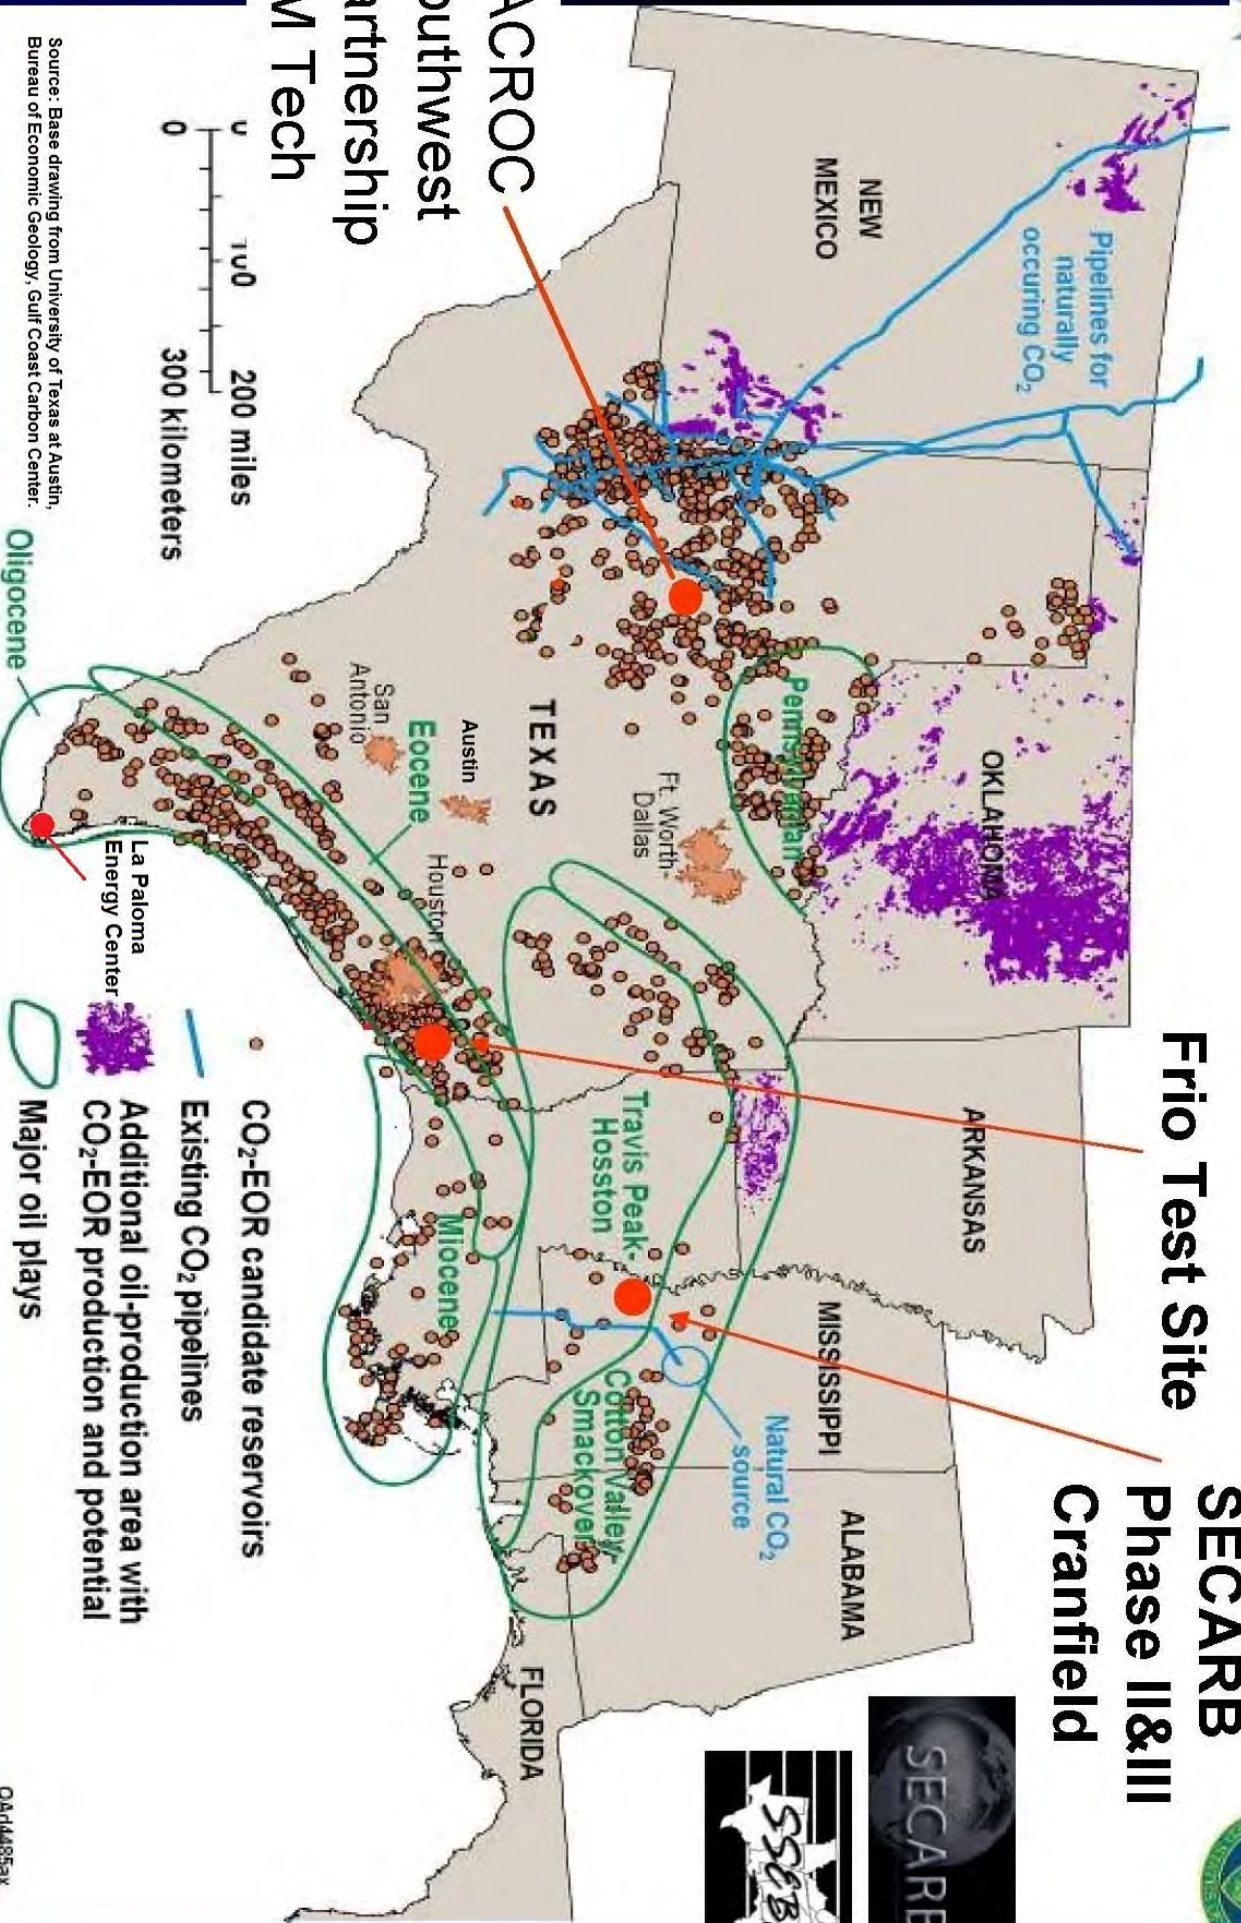 Frio Test Site
SECARB
Phase II&III
Cranfield
Pipelines for
naturally
occuring CO₂
NEW
MEXICO
OKLAHOMA
ARKANSAS
MISSISSIPPI
ALABAMA
FLORIDA
TEXAS
Pennsylvanian
Ft. Worth-
Dallas
Travis Peak-
Hosston
Natural CO₂
source
Cotton Valley-
Smackover
Austin
San
Antonio
Eocene
Houston
Miocene
SECARB
SSEB
ACROC
outhwest
artnership
M Tech
0
100
200 miles
0
300 kilometers
Source: Base drawing from University of Texas at Austin,
Bureau of Economic Geology, Gulf Coast Carbon Center.
Oligocene
La Paloma
Energy Center
CO₂-EOR candidate reservoirs
Existing CO₂ pipelines
Additional oil-production area with
CO₂-EOR production and potential
Major oil plays
QAd4485ax